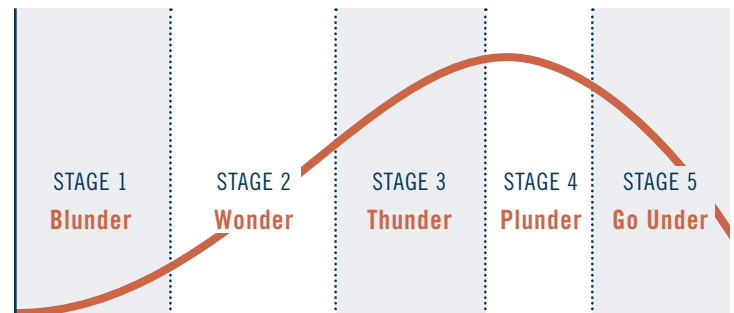 STAGE 1
Blunder
STAGE 2
Wonder
STAGE 3
Thunder
STAGE 4
Plunder
STAGE 5
Go Under